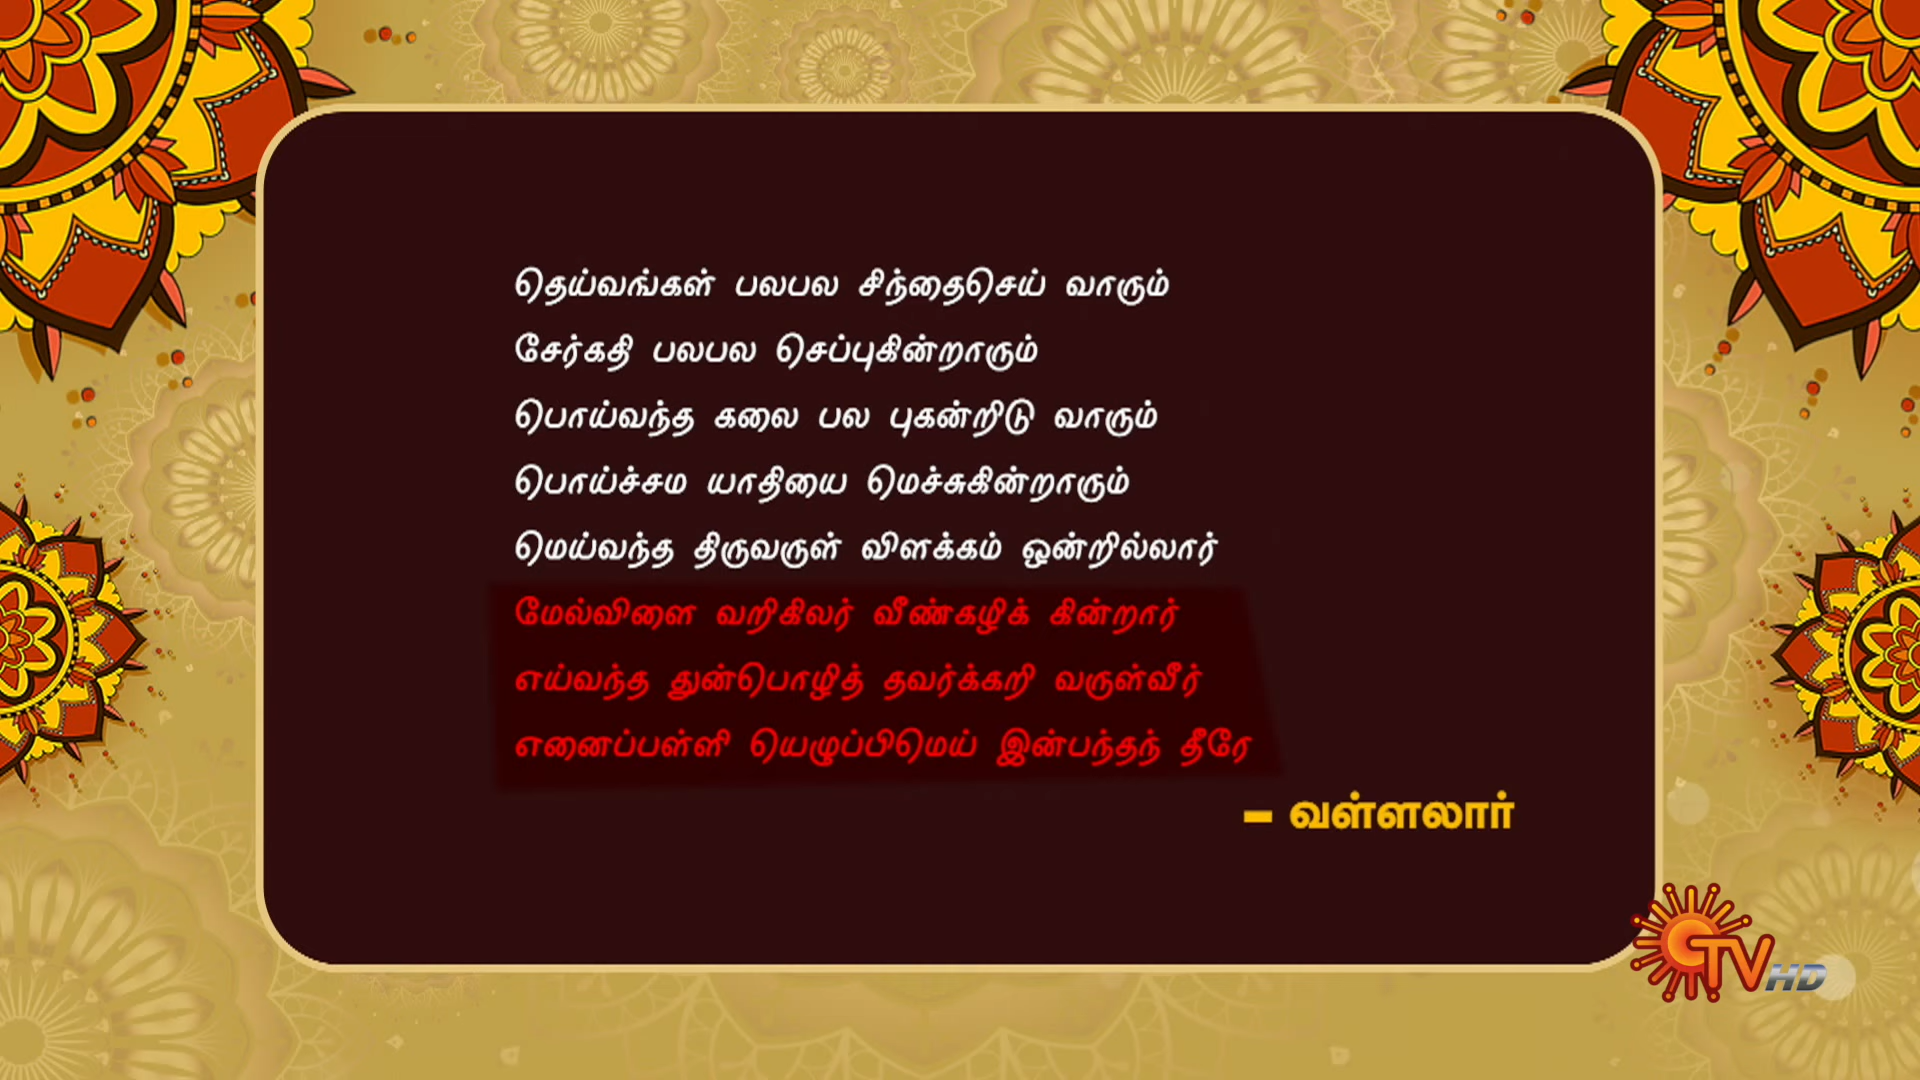 தெய்வங்கள் பலபல சிந்தைசெய் வாரும்
சேர்கதி பலபல செப்புகின்றாரும்
பொய்வந்த கலை பல புகன்றிடு வாரும்
பொய்ச்சம யாதியை மெச்சுகின்றாரும்
மெய்வந்த திருவருள் விளக்கம் ஒன்றில்லார்
மேல்விளை வறிகிலர் வீண்கழிக் கின்றார்
எய்வந்த துன்பொழித் தவர்க்கறி வருள்வீர்
எனைப்பள்ளி யெழுப்பிமெய் இன்பந்தந் தீரே
– வள்ளலார்
TV HD